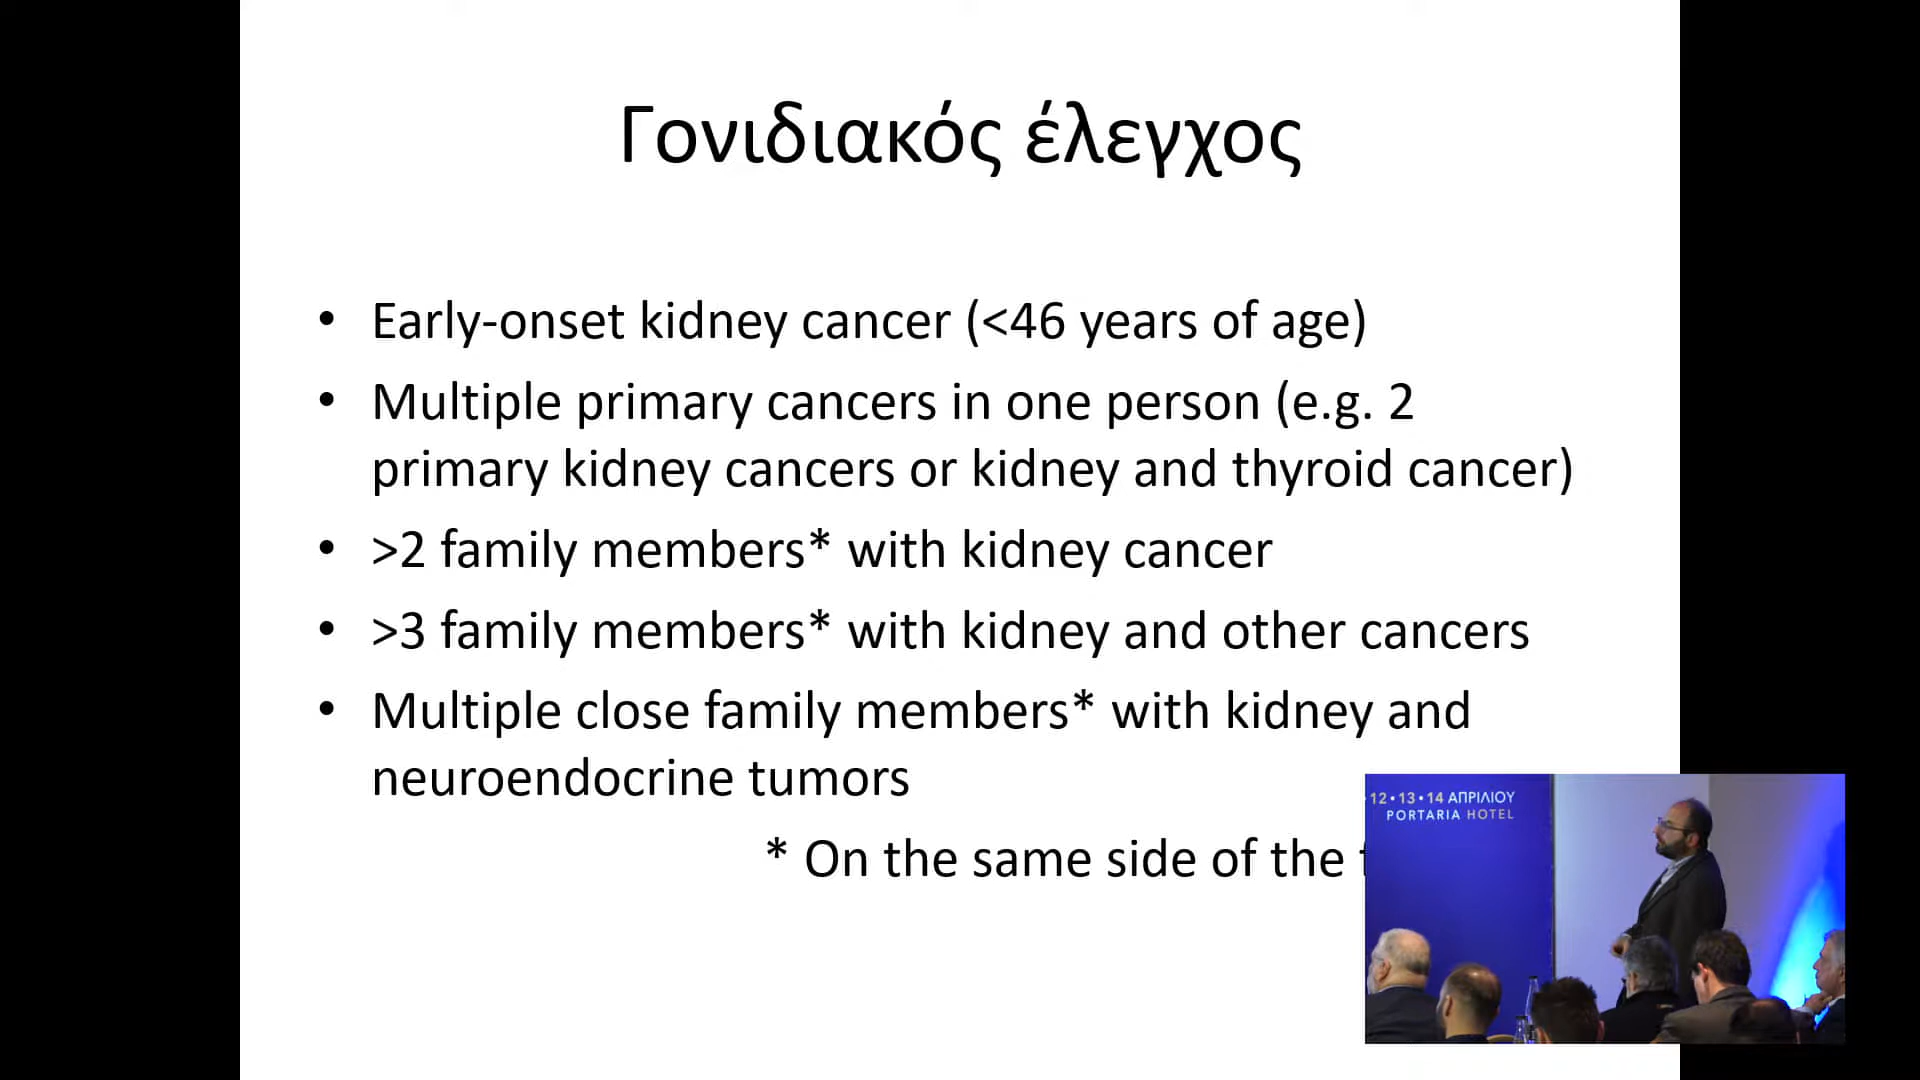 Γονιδιακός έλεγχος
• Early-onset kidney cancer (<46 years of age)
• Multiple primary cancers in one person (e.g. 2
primary kidney cancers or kidney and thyroid cancer)
• >2 family members* with kidney cancer
• >3 family members* with kidney and other cancers
• Multiple close family members* with kidney and
neuroendocrine tumors
* On the same side of the
12•13•14 ΑΠΡΙΛΙΟΥ
PORTARIA HOTEL